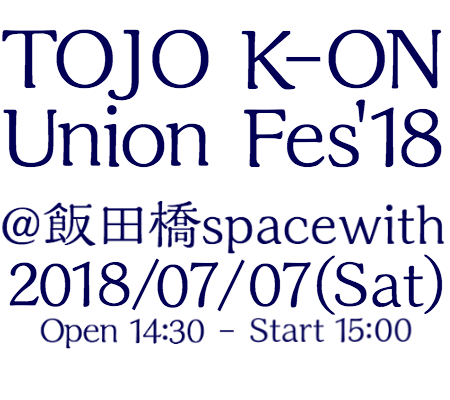 TOJO K-ON
Union Fes'18
@飯田橋spacewith
2018/07/07(Sat)
Open 14:30 - Start 15:00